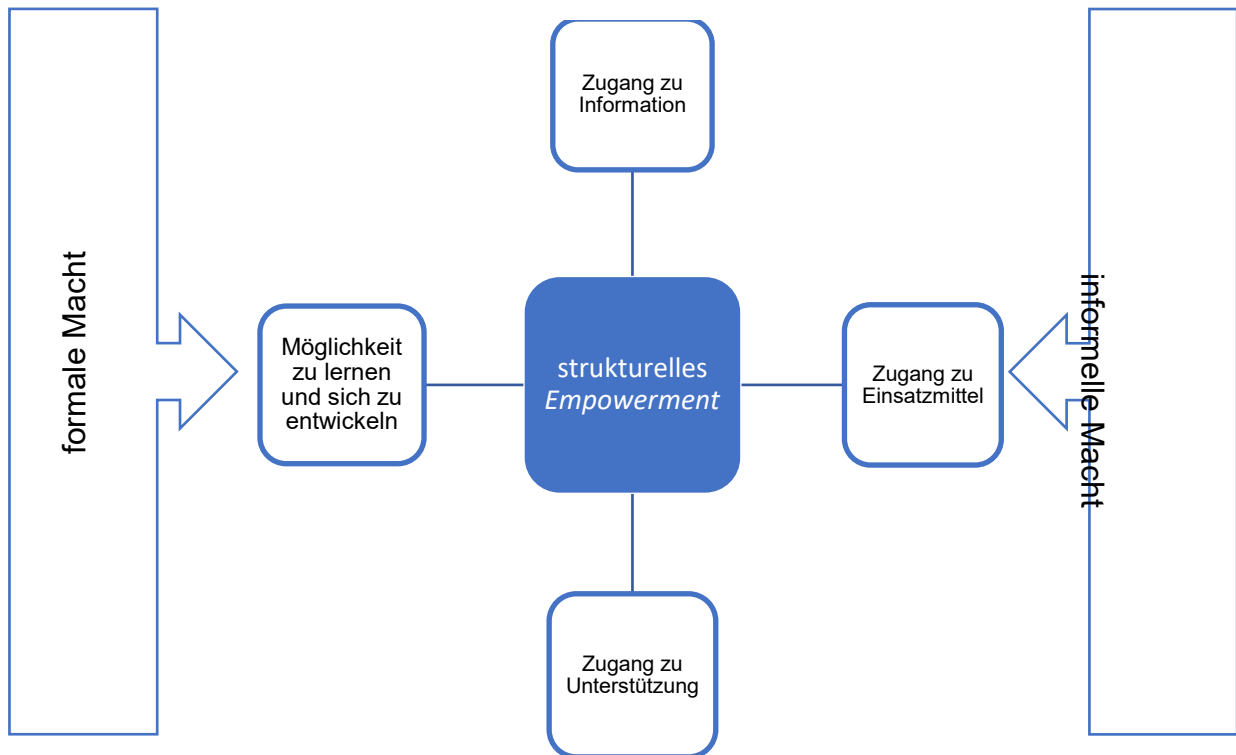 Zugang zu
Information
formale Macht
Möglichkeit
zu lernen
und sich zu
entwickeln
strukturelles
Empowerment
Zugang zu
Einsatzmittel
informelle Macht
Zugang zu
Unterstützung